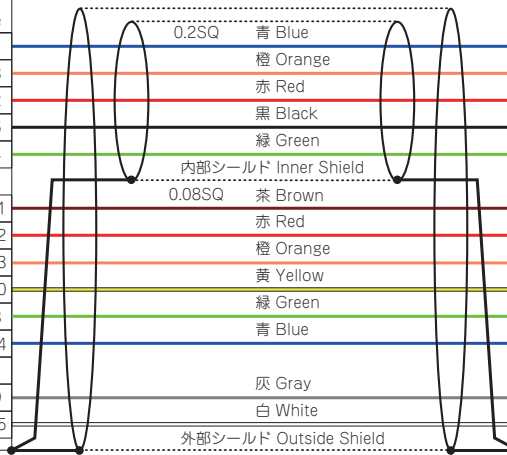 0.2SQ 青 Blue
橙 Orange
赤 Red
黒 Black
緑 Green
内部シールド Inner Shield
0.08SQ 茶 Brown
赤 Red
橙 Orange
黄 Yellow
緑 Green
青 Blue
灰 Gray
白 White
外部シールド Outside Shield